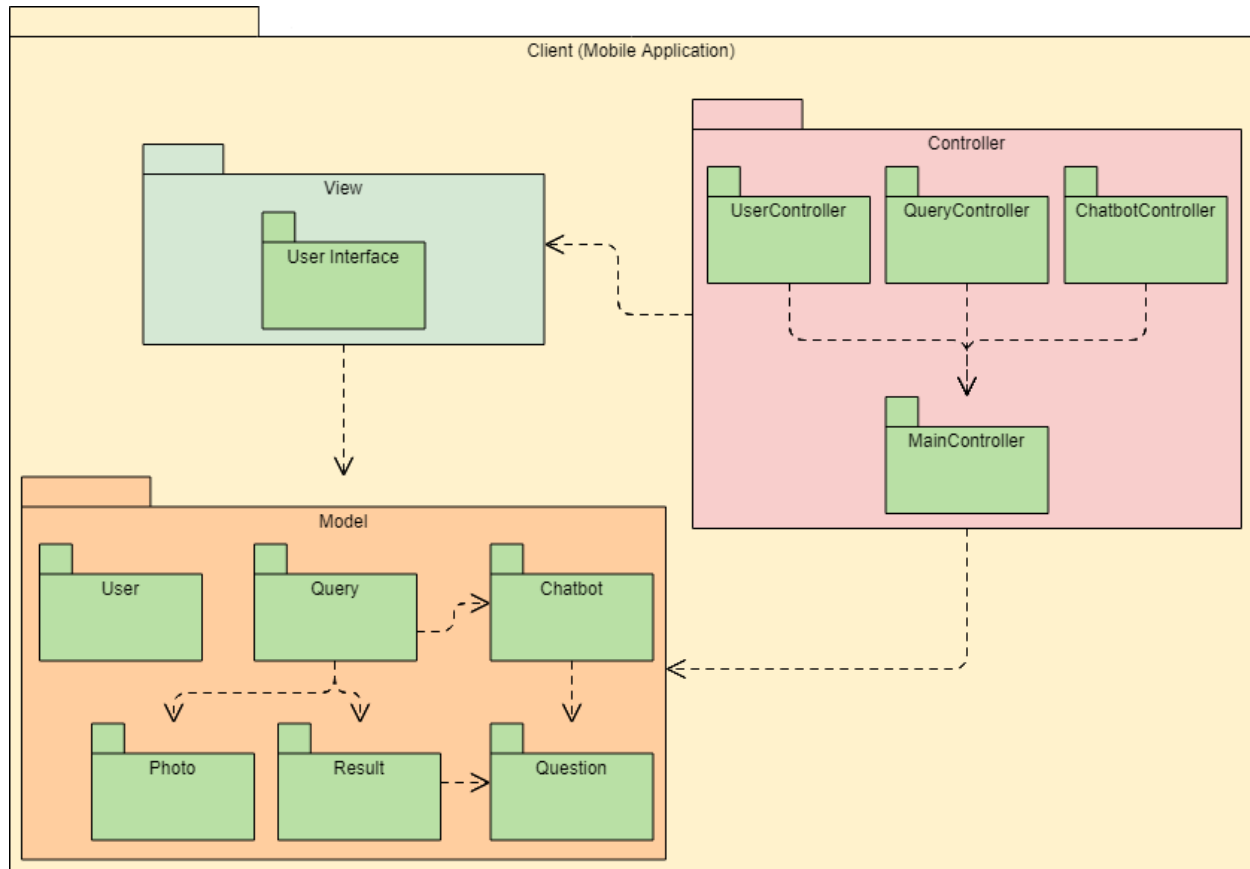 Client (Mobile Application)
Controller
UserController
QueryController
ChatbotController
MainController
View
User Interface
Model
User
Query
Chatbot
Photo
Result
Question